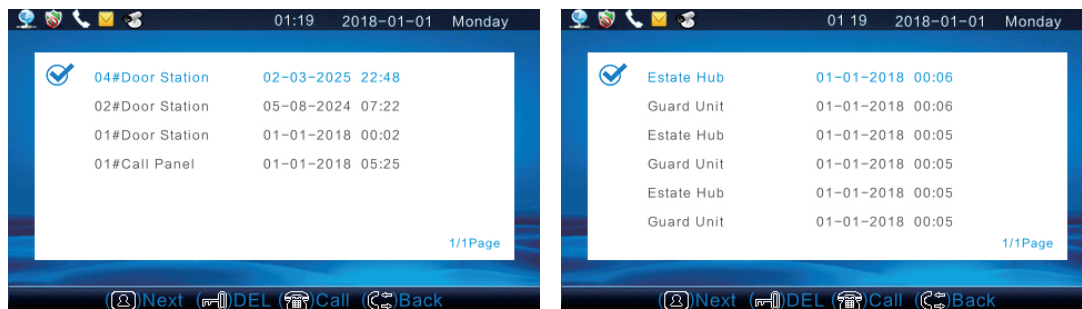 01:19 2018-01-01 Monday
04#Door Station 02-03-2025 22:48
02#Door Station 05-08-2024 07:22
01#Door Station 01-01-2018 00:02
01#Call Panel 01-01-2018 05:25
1/1Page
()Next ()DEL ()Call ()Back
01 19 2018-01-01 Monday
Estate Hub 01-01-2018 00:06
Guard Unit 01-01-2018 00:06
Estate Hub 01-01-2018 00:05
Guard Unit 01-01-2018 00:05
Estate Hub 01-01-2018 00:05
Guard Unit 01-01-2018 00:05
1/1Page
()Next ()DEL ()Call ()Back